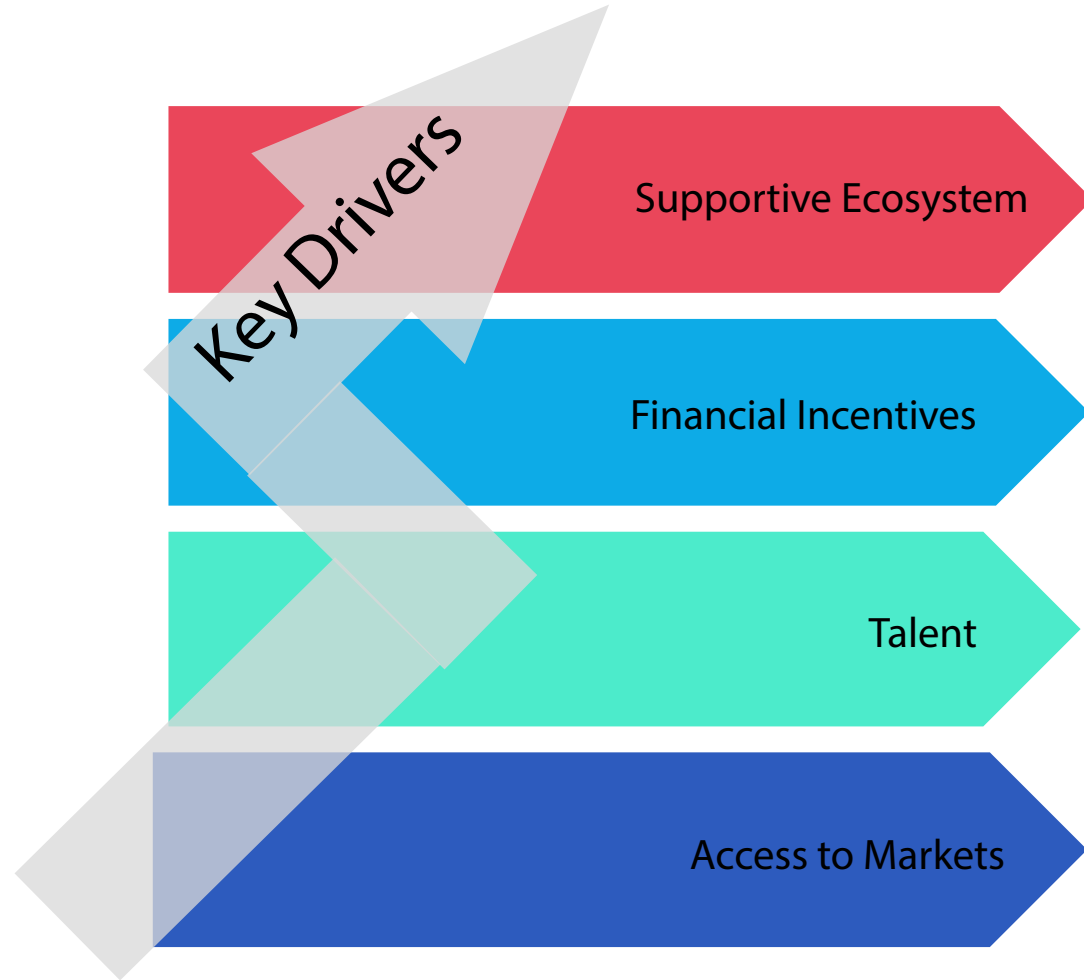 Key Drivers
Supportive Ecosystem
Financial Incentives
Talent
Access to Markets